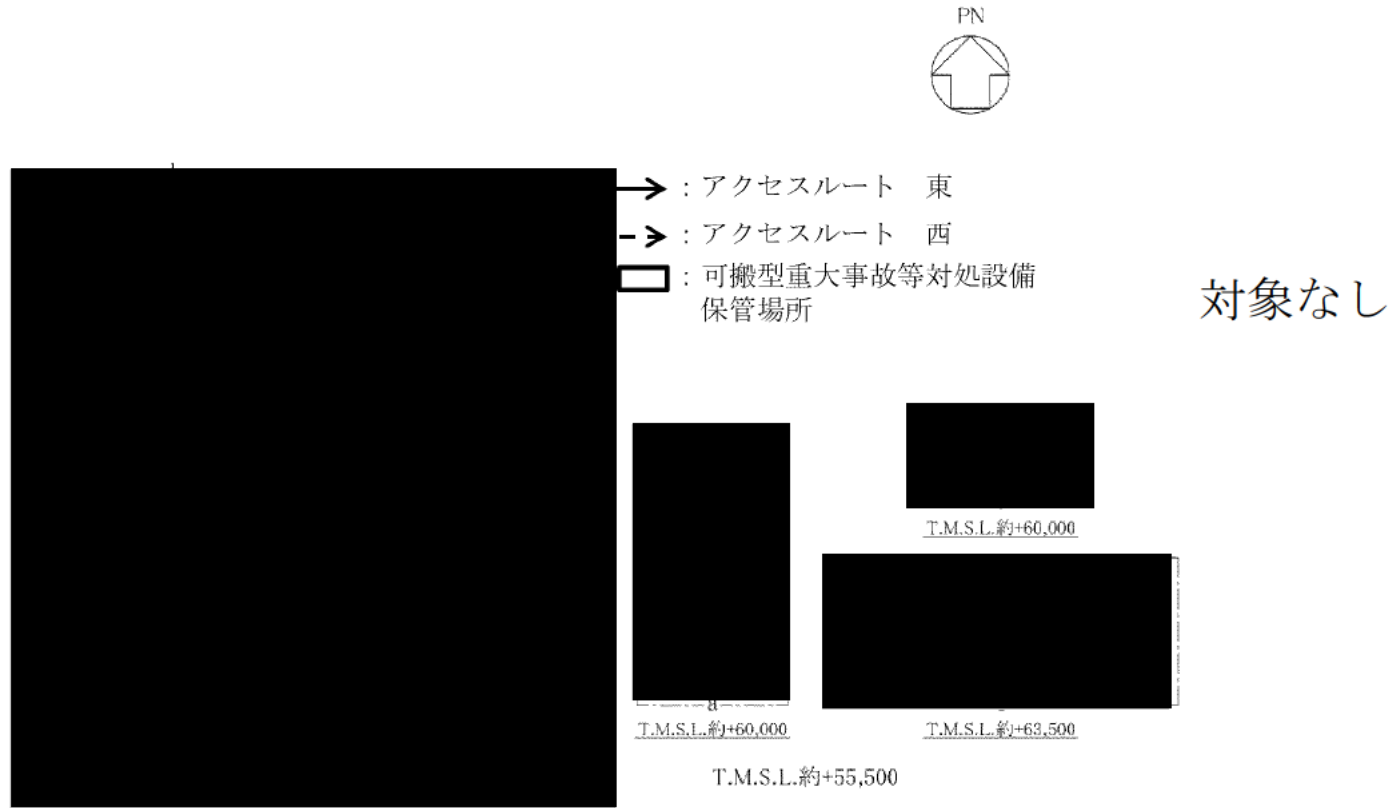 PN
: アクセスルート 東
: アクセスルート 西
: 可搬型重大事故等対処設備
保管場所
対象なし
T.M.S.L.約+60,000
a
T.M.S.L.約+60,000
T.M.S.L.約+63,500
T.M.S.L.約+55,500